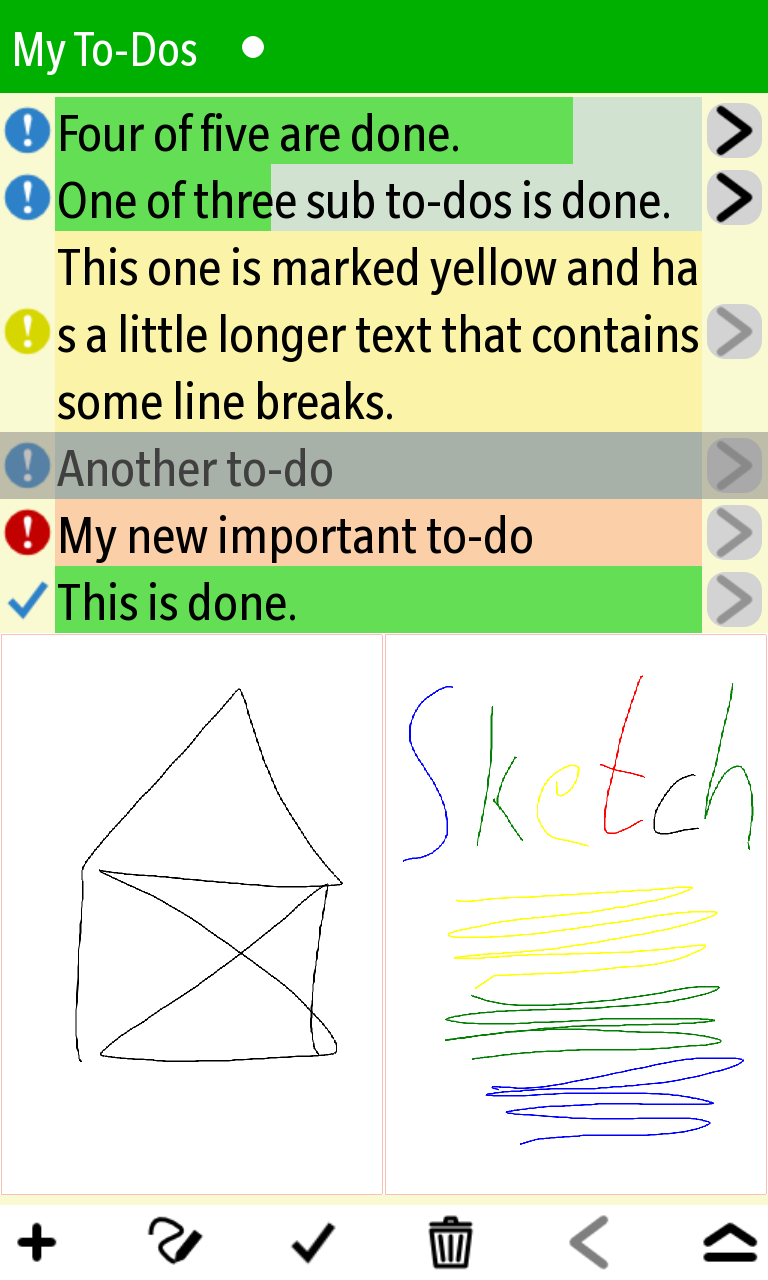 My To-Dos
Four of five are done.
One of three sub to-dos is done.
This one is marked yellow and ha
s a little longer text that contains
some line breaks.
Another to-do
My new important to-do
This is done.
Sketch